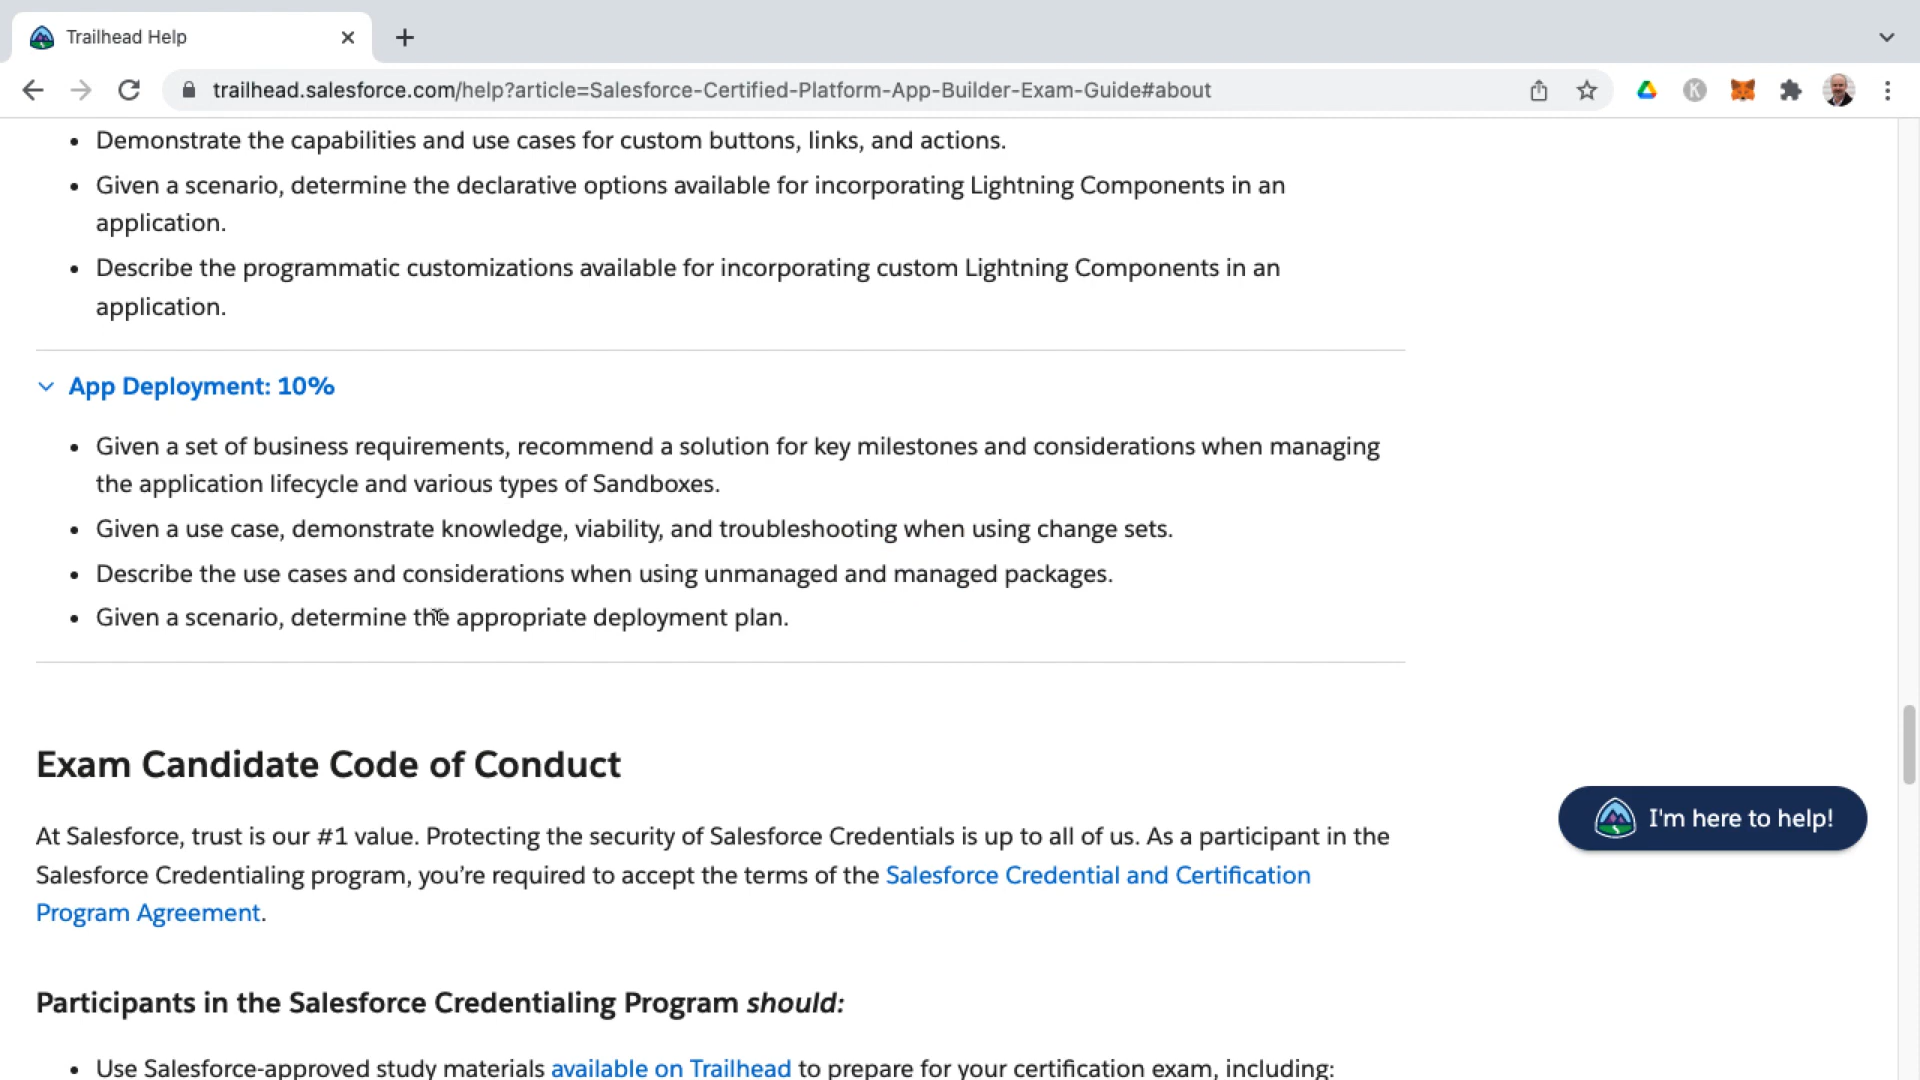 Trailhead Help
trailhead.salesforce.com/help?article=Salesforce-Certified-Platform-App-Builder-Exam-Guide#about
K
• Demonstrate the capabilities and use cases for custom buttons, links, and actions.
• Given a scenario, determine the declarative options available for incorporating Lightning Components in an
application.
• Describe the programmatic customizations available for incorporating custom Lightning Components in an
application.
App Deployment: 10%
• Given a set of business requirements, recommend a solution for key milestones and considerations when managing
the application lifecycle and various types of Sandboxes.
• Given a use case, demonstrate knowledge, viability, and troubleshooting when using change sets.
• Describe the use cases and considerations when using unmanaged and managed packages.
• Given a scenario, determine the appropriate deployment plan.
Exam Candidate Code of Conduct
I'm here to help!
At Salesforce, trust is our #1 value. Protecting the security of Salesforce Credentials is up to all of us. As a participant in the
Salesforce Credentialing program, you’re required to accept the terms of the Salesforce Credential and Certification
Program Agreement.
Participants in the Salesforce Credentialing Program should:
• Use Salesforce-approved study materials available on Trailhead to prepare for your certification exam, including: